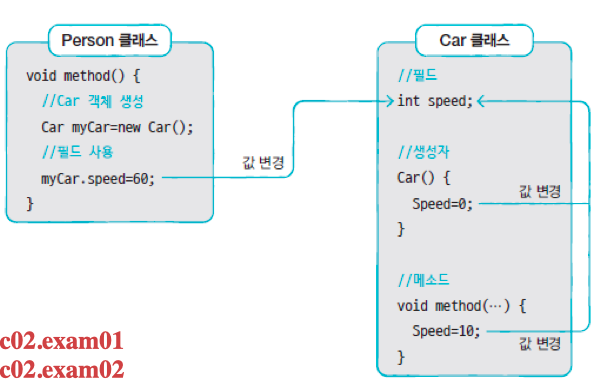 Person 클래스
void method() {
//Car 객체 생성
Car myCar=new Car();
//필드 사용
myCar.speed=60;
}
값 변경
Car 클래스
//필드
int speed;
//생성자
Car() {
Speed=0;
}
값 변경
//메소드
void method(…) {
Speed=10;
}
값 변경
c02.exam01
c02.exam02